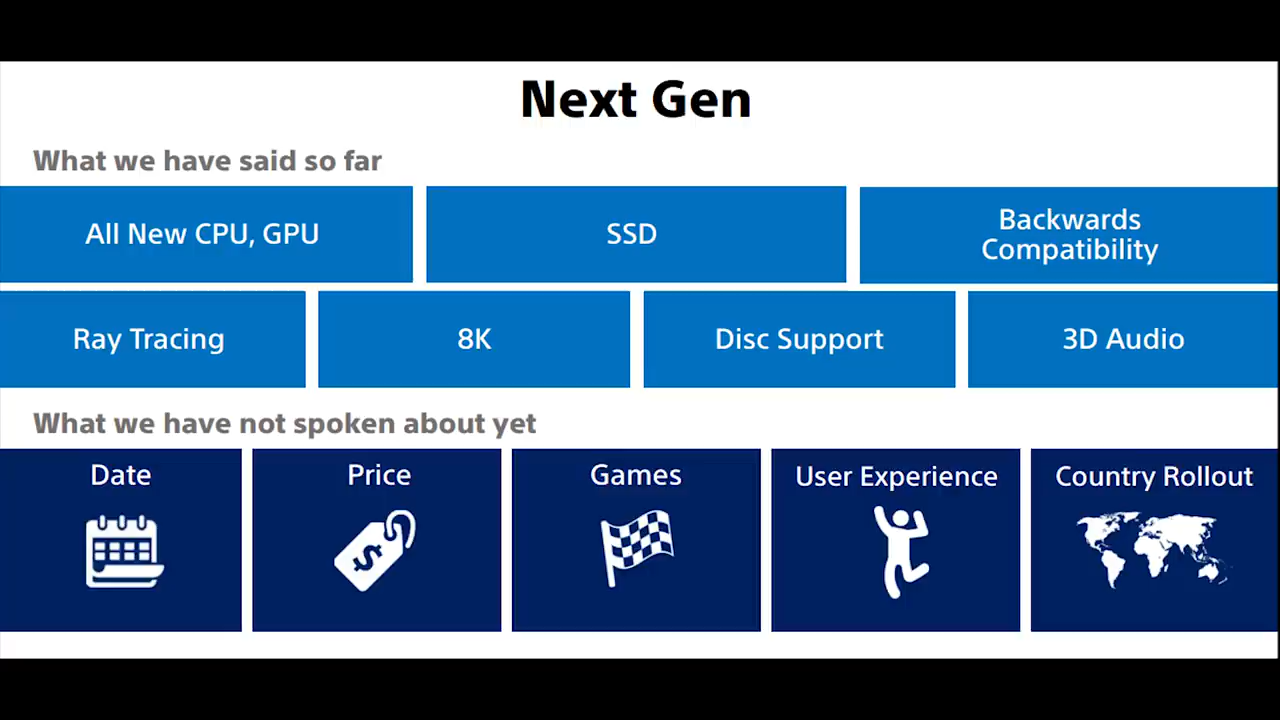 Next Gen
What we have said so far
All New CPU, GPU
SSD
Backwards
Compatibility
Ray Tracing
8K
Disc Support
3D Audio
What we have not spoken about yet
Date
Price
Games
User Experience
Country Rollout
$